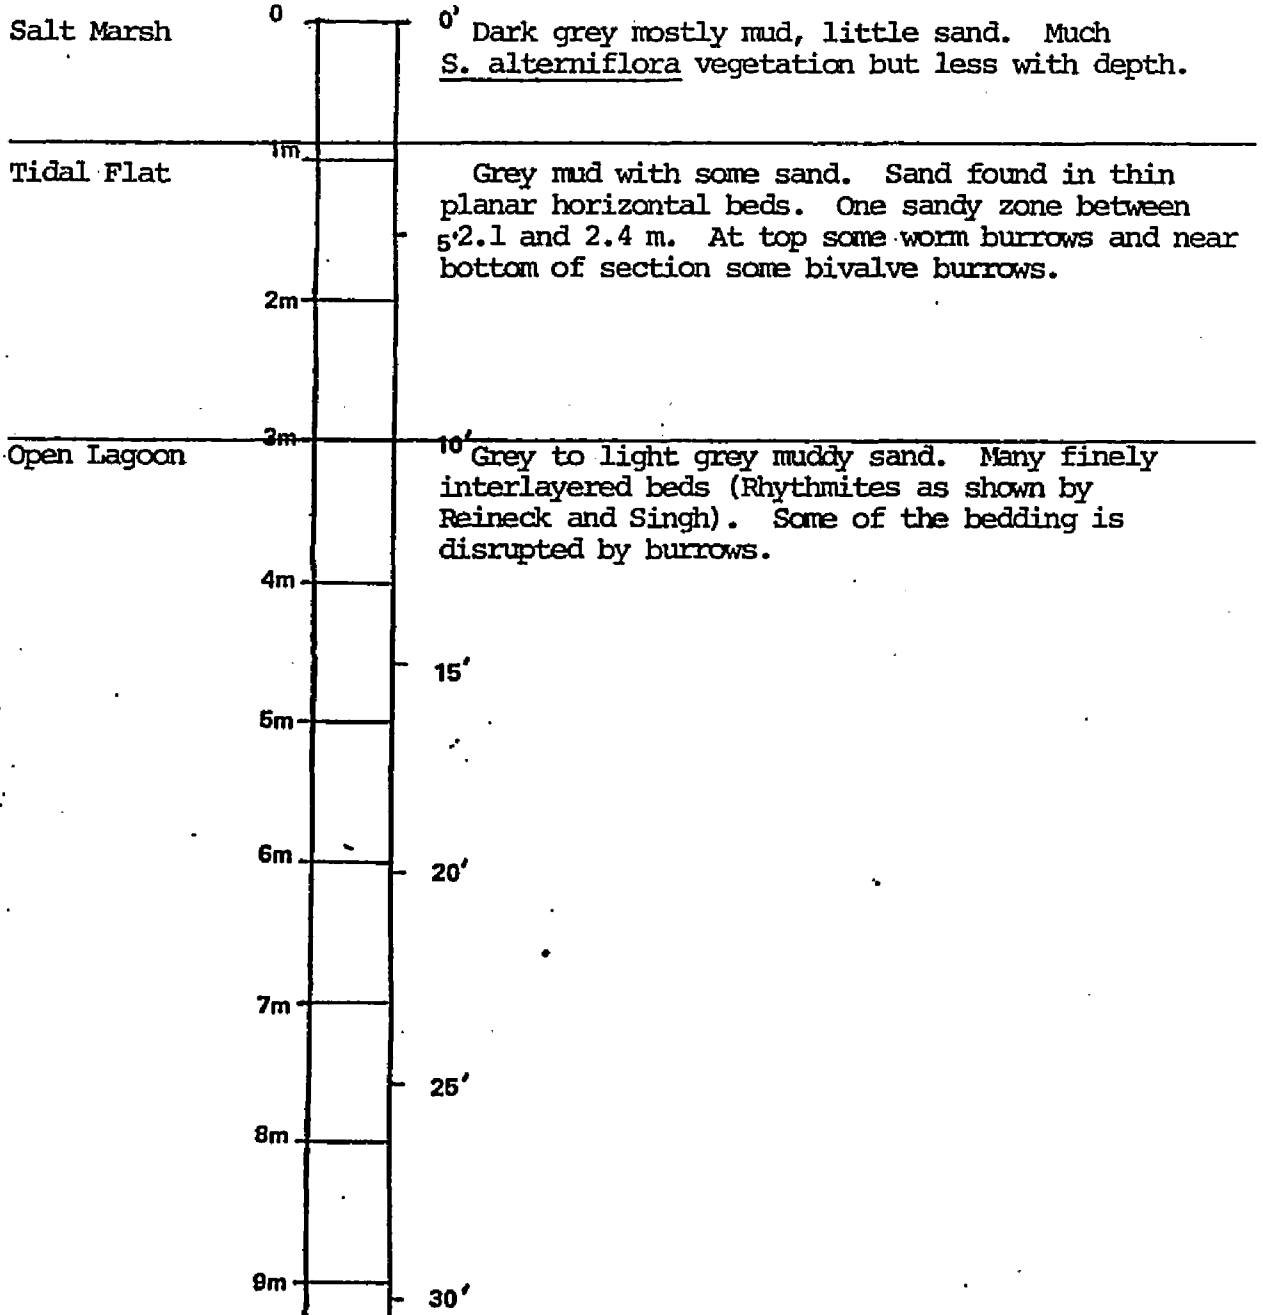 0 0'
Salt Marsh
Dark grey mostly mud, little sand. Much
S. alterniflora vegetation but less with depth.
1m
Tidal Flat
Grey mud with some sand. Sand found in thin
planar horizontal beds. One sandy zone between
5' 2.1 and 2.4 m. At top some worm burrows and near
bottom of section some bivalve burrows.
2m
3m 10'
Open Lagoon
Grey to light grey muddy sand. Many finely
interlayered beds (Rhythmites as shown by
Reineck and Singh). Some of the bedding is
disrupted by burrows.
4m
15'
5m
6m
20'
7m
25'
8m
9m
30'